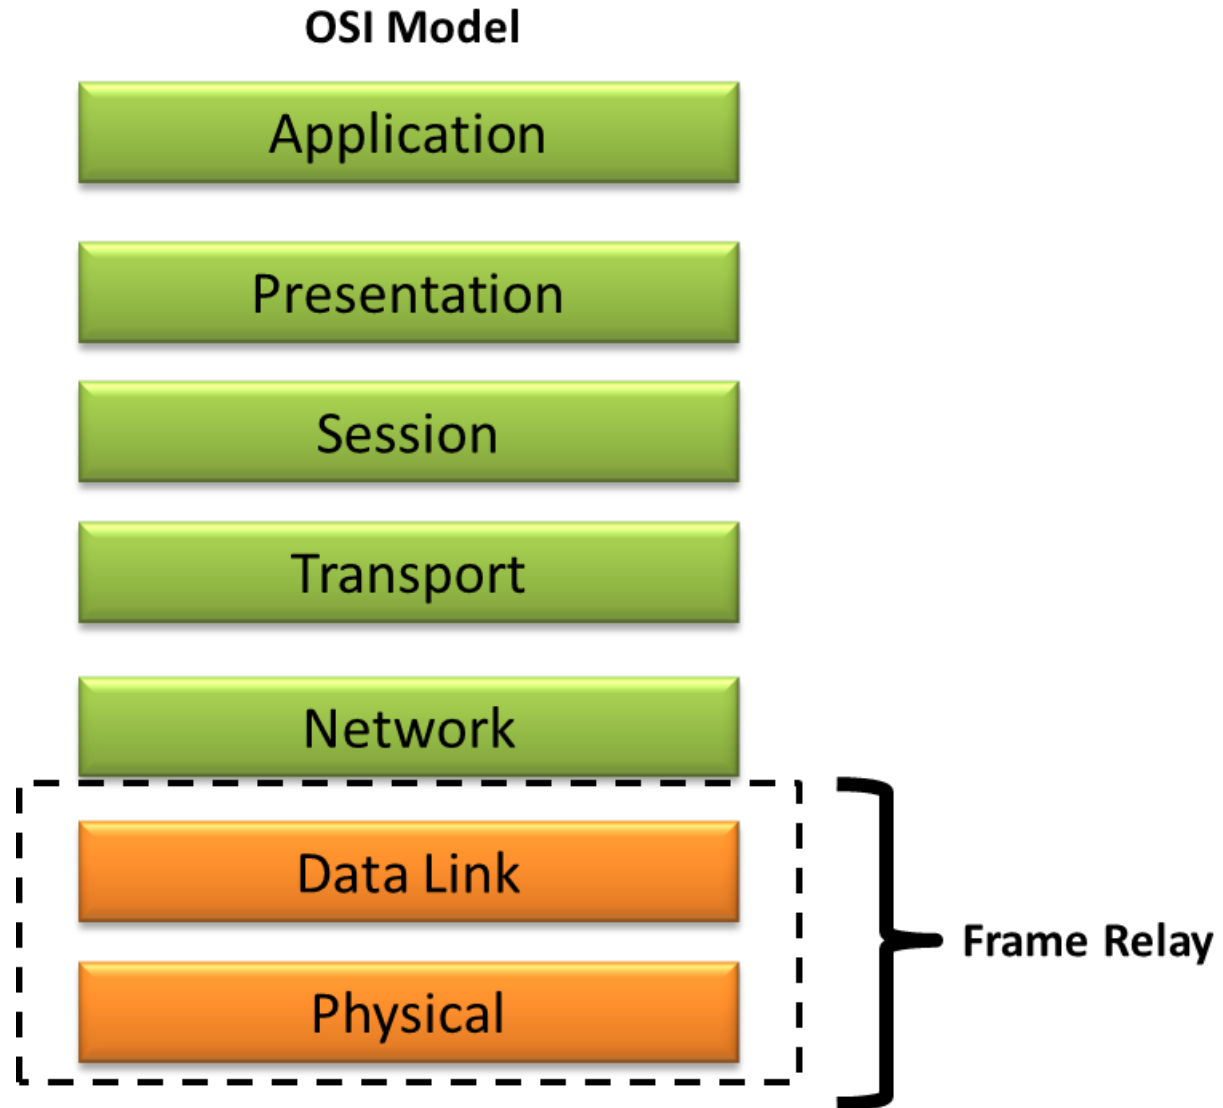 OSI Model
Application
Presentation
Session
Transport
Network
Data Link
Physical
Frame Relay